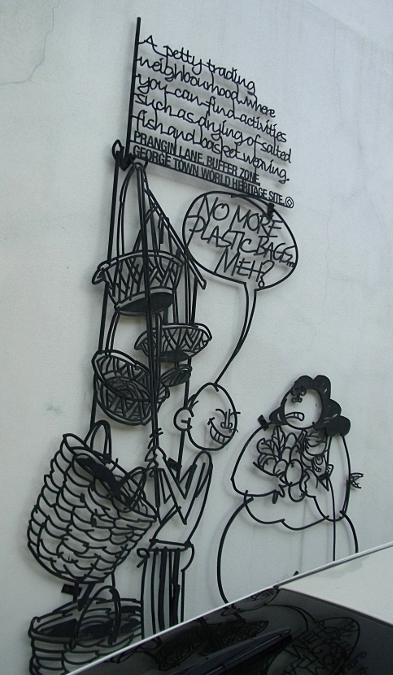 A petty trading
neighbourhood where
you can find activities
such as drying of salted
fish and basket weaving.
PRANGIN LANE, BUFFER ZONE
GEORGE TOWN WORLD HERITAGE SITE.
NO MORE
PLASTIC BAGS...
MEH?